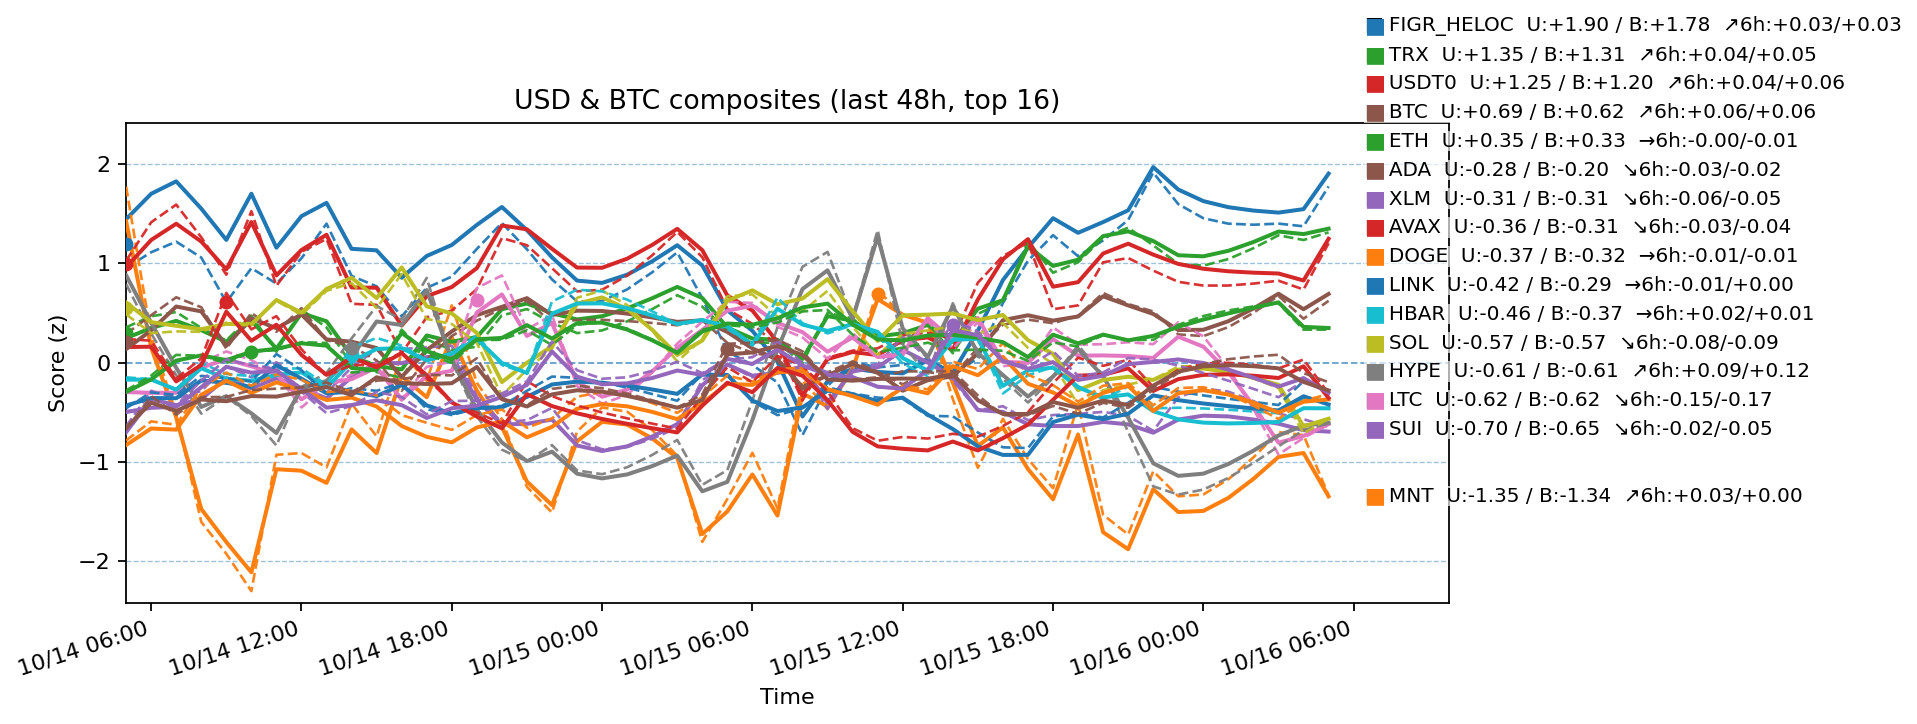 FIGR_HELOC U:+1.90 / B:+1.78 ↗6h:+0.03/+0.03
TRX U:+1.35 / B:+1.31 ↗6h:+0.04/+0.05
USDT0 U:+1.25 / B:+1.20 ↗6h:+0.04/+0.06
BTC U:+0.69 / B:+0.62 ↗6h:+0.06/+0.06
ETH U:+0.35 / B:+0.33 →6h:-0.00/-0.01
ADA U:-0.28 / B:-0.20 ↘6h:-0.03/-0.02
XLM U:-0.31 / B:-0.31 ↘6h:-0.06/-0.05
AVAX U:-0.36 / B:-0.31 ↘6h:-0.03/-0.04
DOGE U:-0.37 / B:-0.32 →6h:-0.01/-0.01
LINK U:-0.42 / B:-0.29 →6h:-0.01/+0.00
HBAR U:-0.46 / B:-0.37 →6h:+0.02/+0.01
SOL U:-0.57 / B:-0.57 ↘6h:-0.08/-0.09
HYPE U:-0.61 / B:-0.61 ↗6h:+0.09/+0.12
LTC U:-0.62 / B:-0.62 ↘6h:-0.15/-0.17
SUI U:-0.70 / B:-0.65 ↘6h:-0.02/-0.05
MNT U:-1.35 / B:-1.34 ↗6h:+0.03/+0.00
USD & BTC composites (last 48h, top 16)
Score (z)
2
1
0
−1
−2
10/14 06:00
10/14 12:00
10/14 18:00
10/15 00:00
10/15 06:00
10/15 12:00
10/15 18:00
10/16 00:00
10/16 06:00
Time